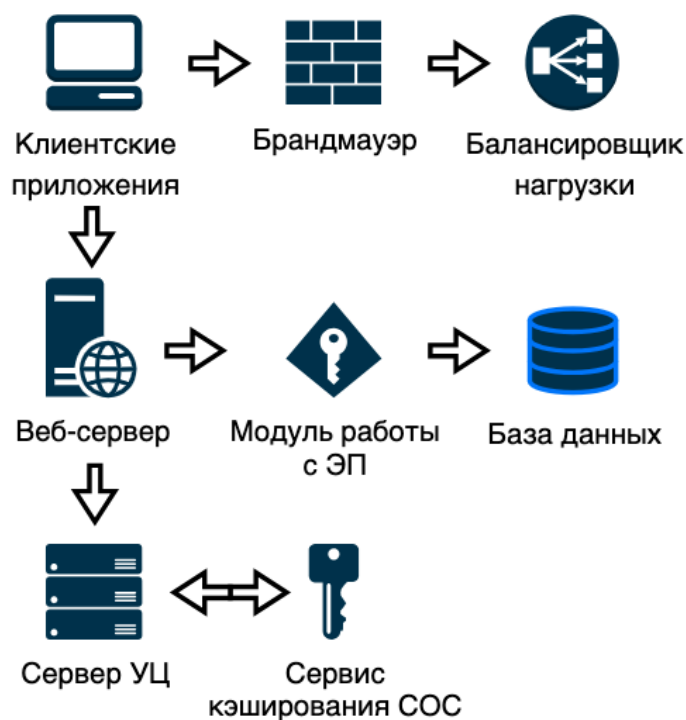 Клиентские
приложения
Брандмауэр
Балансировщик
нагрузки
Веб-сервер
Модуль работы
с ЭП
База данных
Сервер УЦ
Сервис
кэширования СОС